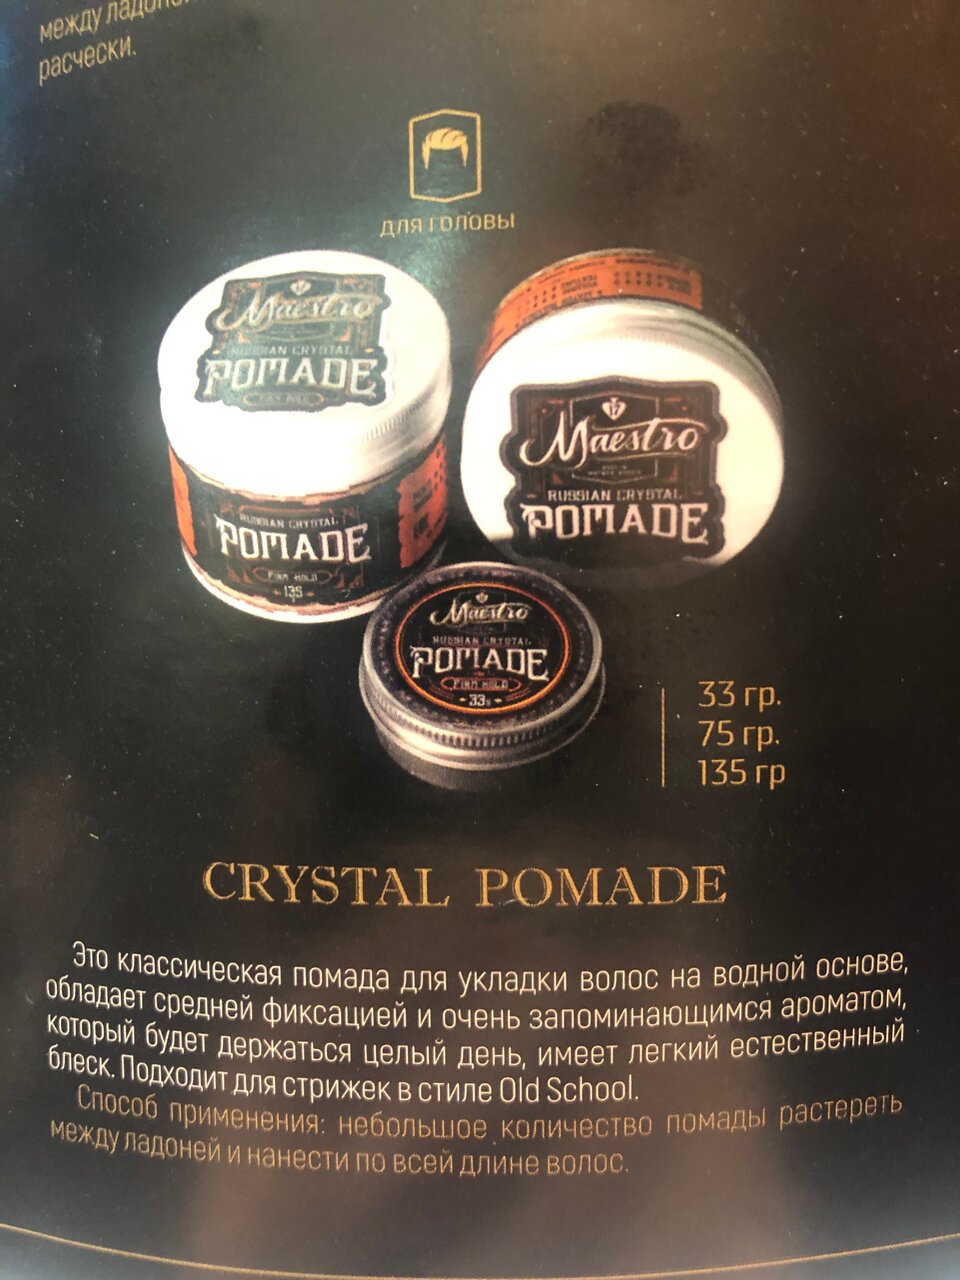 между ладоней
расчески.
ДЛЯ ГОЛОВЫ
Maestro
RUSSIAN CRYSTAL
POMADE
FIRM HOLD
RUSSIAN CRYSTAL
POMADE
FIRM HOLD
135
17
Maestro
RUSSIAN CRYSTAL
POMADE
Maestro
RUSSIAN CRYSTAL
POMADE
FIRM HOLD
33g
33 гр.
75 гр.
135 гр
CRYSTAL POMADE
Это классическая помада для укладки волос на водной основе,
обладает средней фиксацией и очень запоминающимся ароматом,
который будет держаться целый день, имеет легкий естественный
блеск. Подходит для стрижек в стиле Old School.
Способ применения: небольшое количество помады растереть
между ладоней и нанести по всей длине волос.